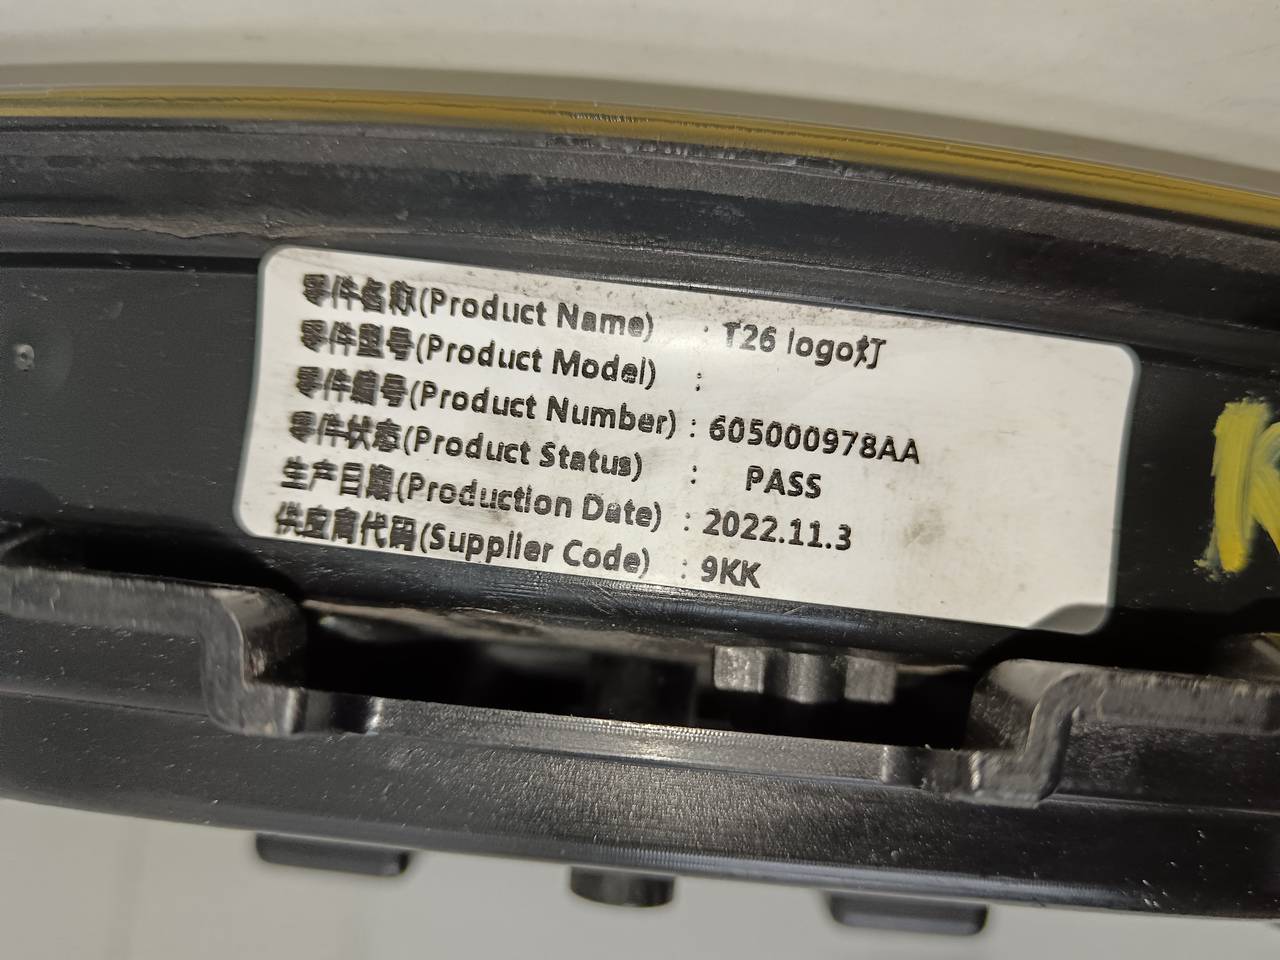 零件名称(Product Name) : T26 logo灯
零件型号(Product Model) :
零件编号(Product Number) : 605000978AA
零件状态(Product Status) : PASS
生产日期(Production Date) : 2022.11.3
供应商代码(Supplier Code) : 9KK